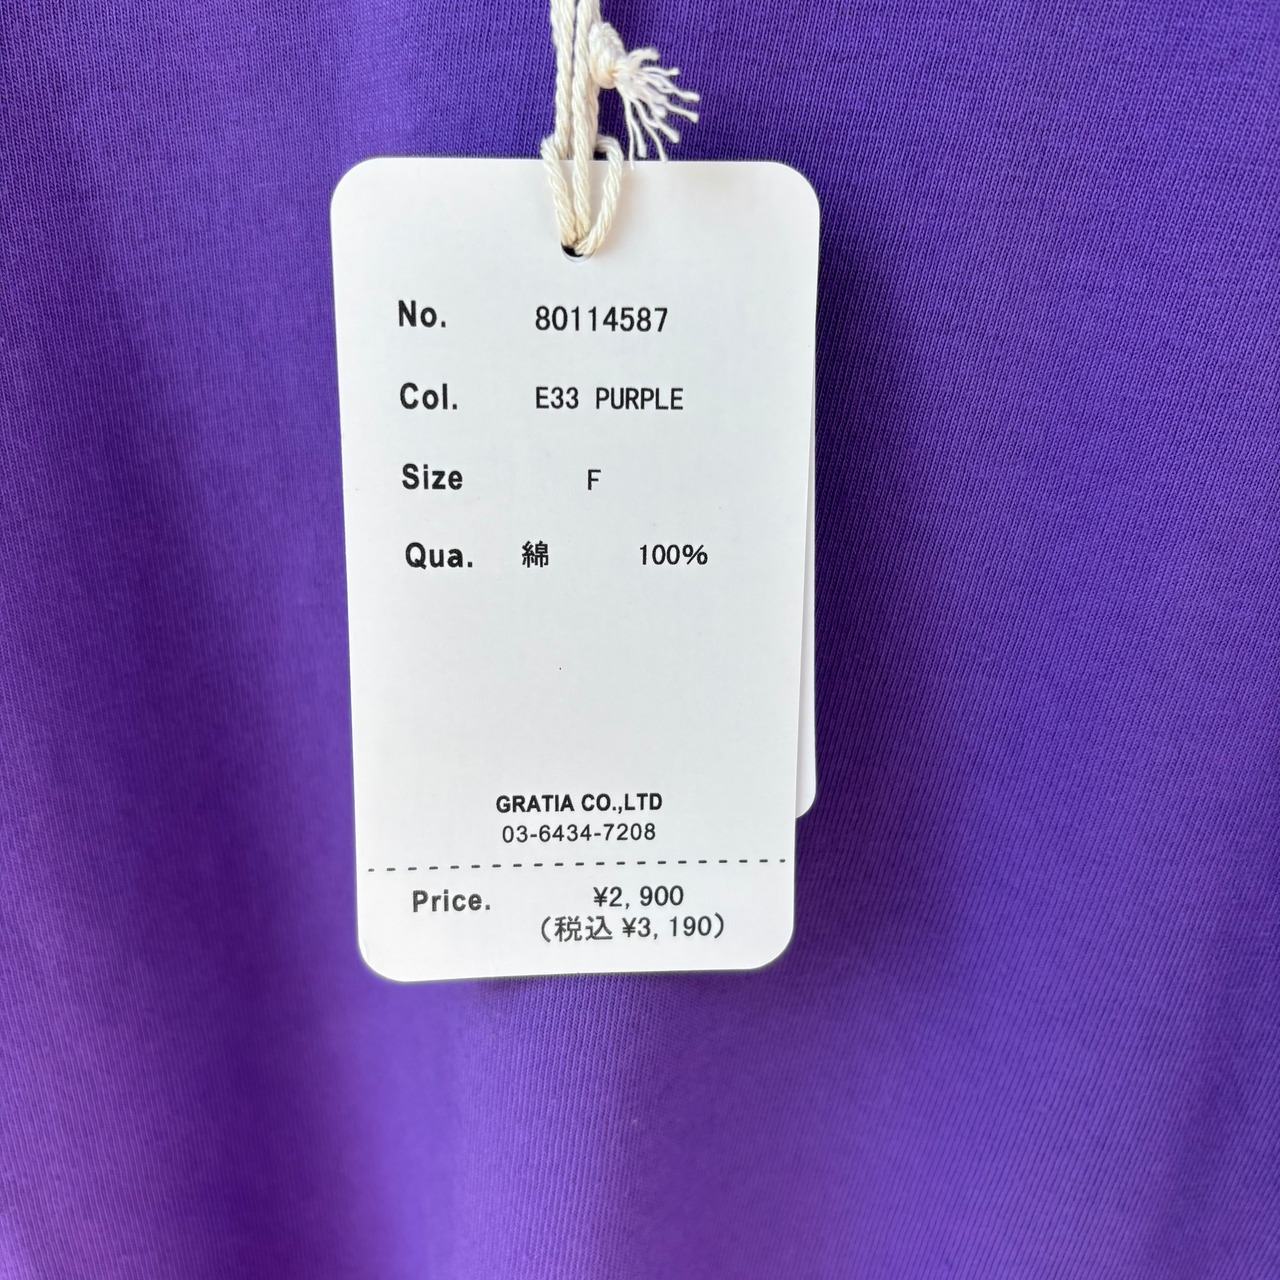 No. 80114587
Col. E33 PURPLE
Size F
Qua. 綿 100%
GRATIA CO.,LTD
03-6434-7208
Price. ¥2,900
(税込 ¥3,190)